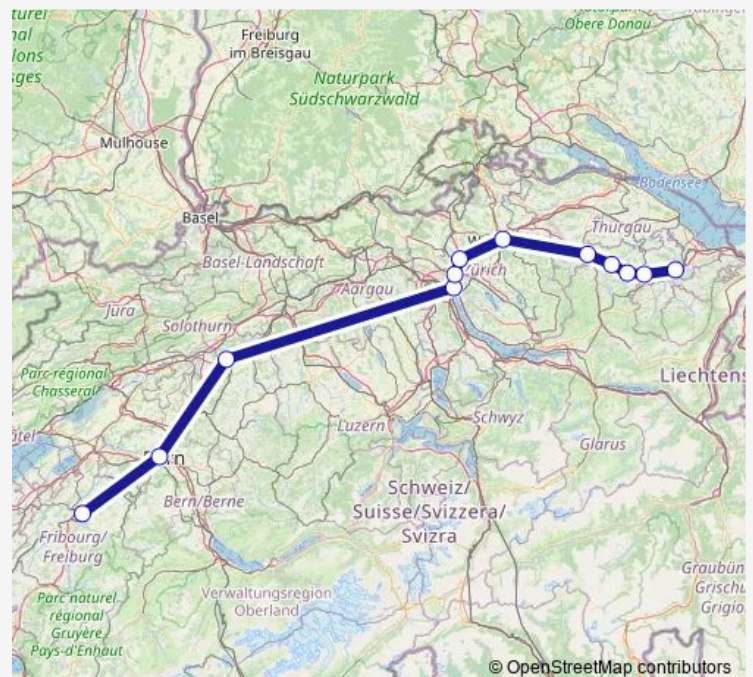 Naturpark
Obere Donau
Freiburg
im Breisgau
Naturpark
Südschwarzwald
Mulhouse
Bodensee
Basel
Thurgau
Basel-Landschaft
Zürich
Aargau
Jura
Solothurn
Parc régional
Chasseral
Liechtens
Luzern
Schwyz
Glarus
Bern/Berne
Schweiz/
Suisse/Svizzera/
Svizra
Fribourg/
Freiburg
Verwaltungsregion
Oberland
Graubün
Grischu
Grigio
Parc naturel
régional
Gruyère
Pays-d'Enhaut
© OpenStreetMap contributors